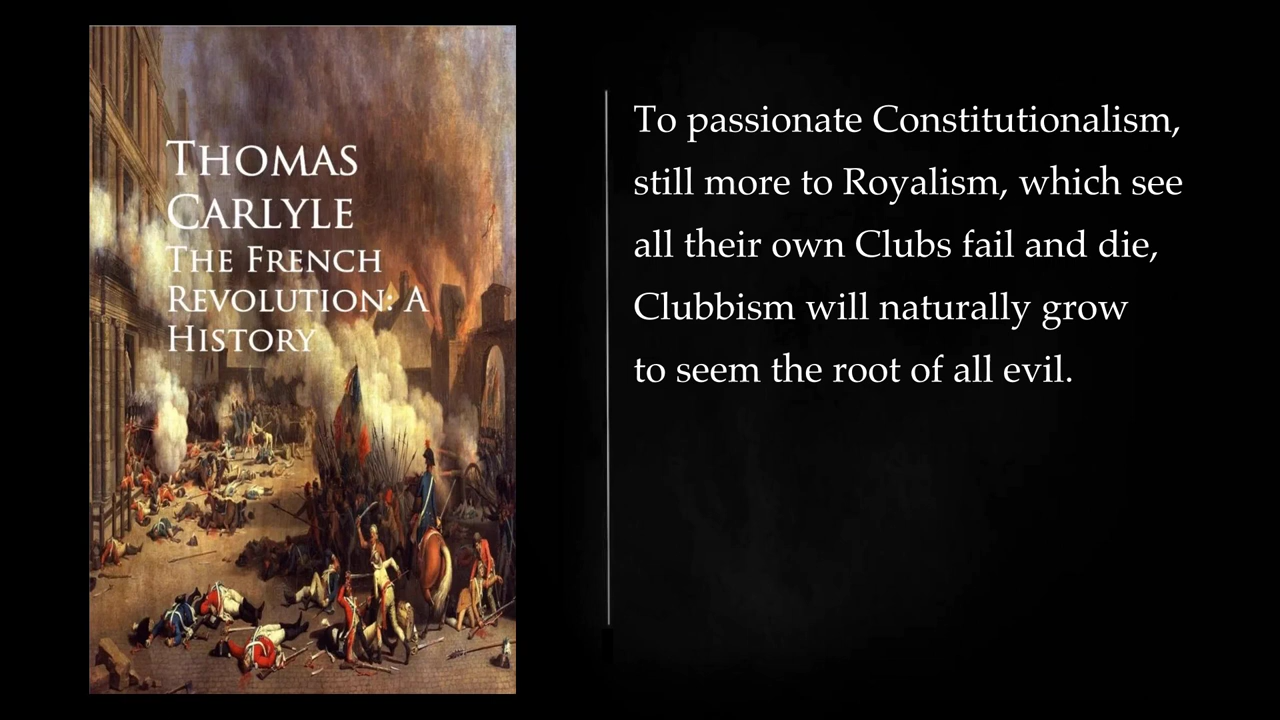 THOMAS
CARLYLE
THE FRENCH
REVOLUTION: A
HISTORY
To passionate Constitutionalism,
still more to Royalism, which see
all their own Clubs fail and die,
Clubbism will naturally grow
to seem the root of all evil.